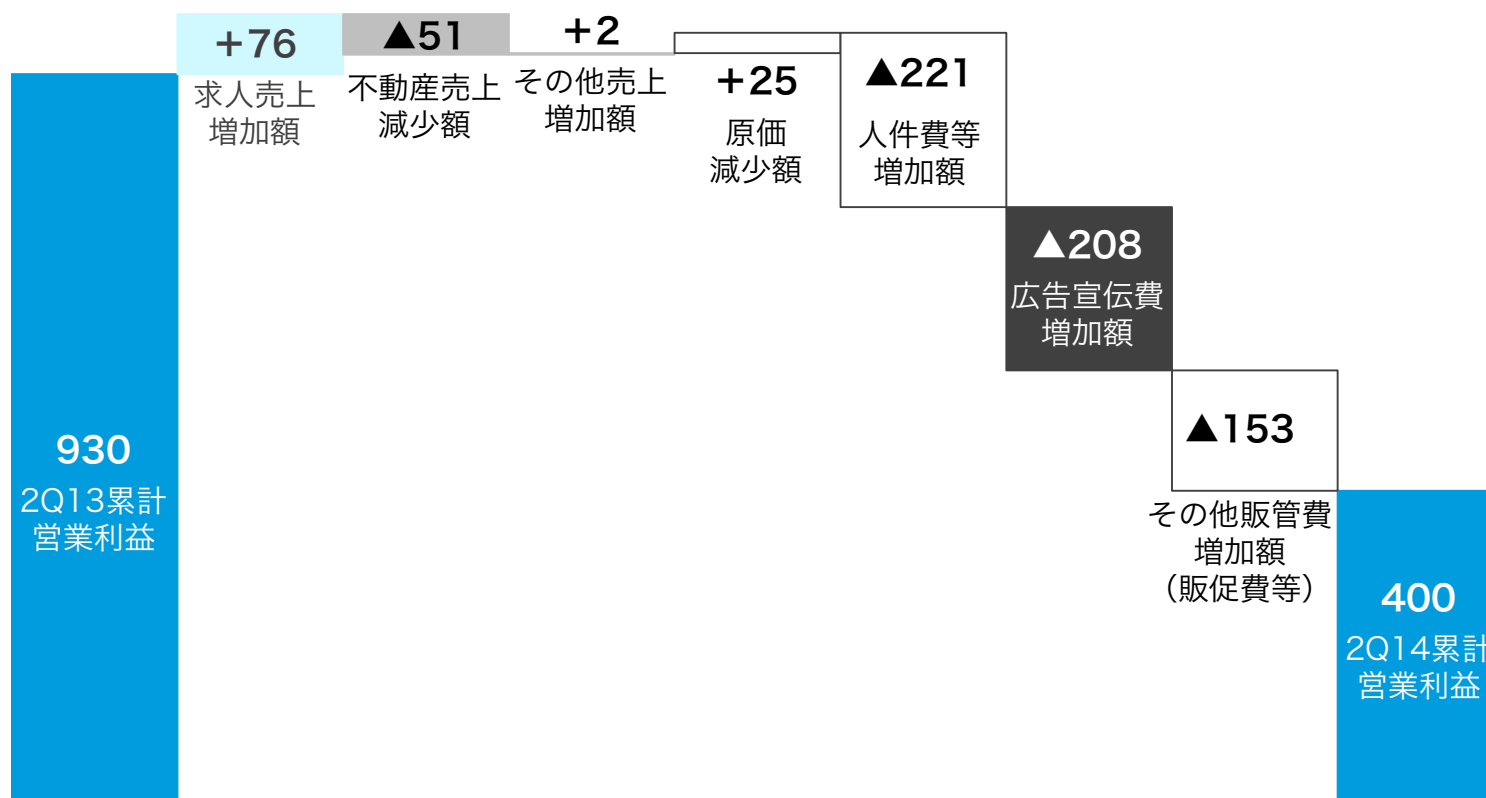 930
2Q13累計
営業利益
+76
求人売上
増加額
▲51
不動産売上
減少額
+2
その他売上
増加額
+25
原価
減少額
▲221
人件費等
増加額
▲208
広告宣伝費
増加額
▲153
その他販管費
増加額
（販促費等）
400
2Q14累計
営業利益